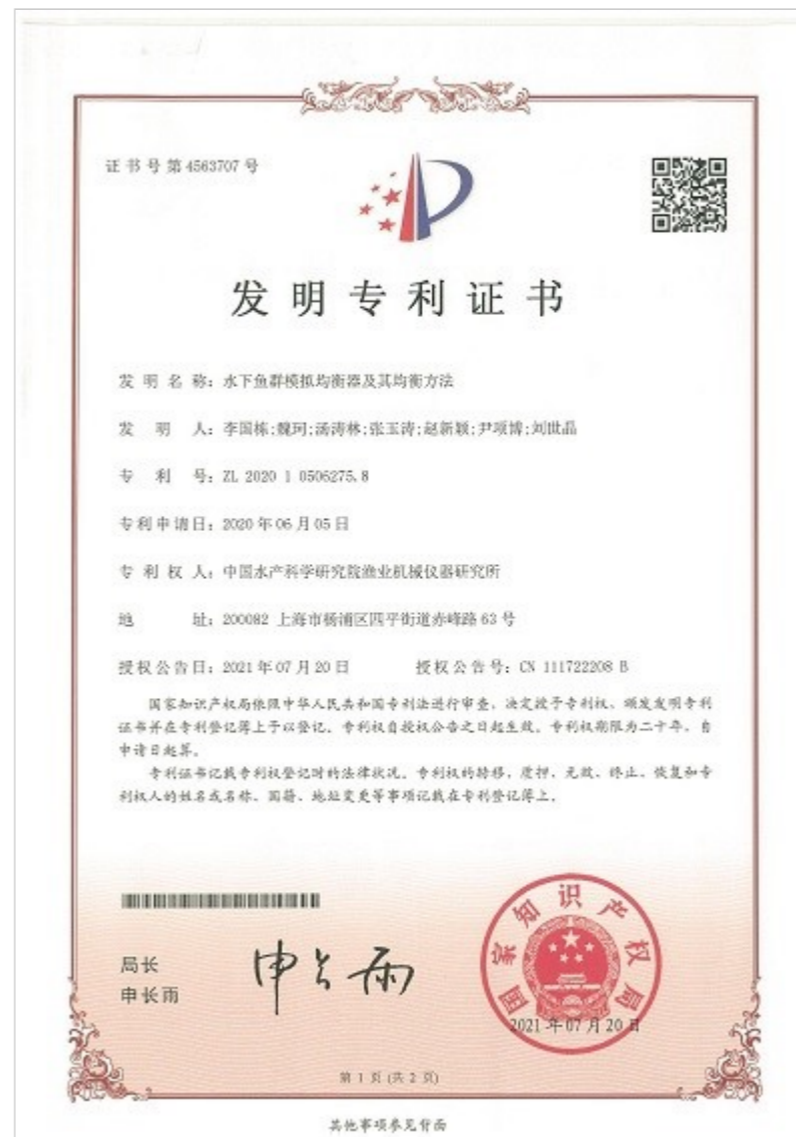 证书号第4563707号
发明专利证书
发明名称：水下鱼群模拟均衡器及其均衡方法
发明人：李国栋;魏珂;汤涛林;张玉涛;赵新颖;尹项博;刘世晶
专利号：ZL 2020 1 0506275.8
专利申请日：2020年06月05日
专利权人：中国水产科学研究院渔业机械仪器研究所
地址：200082 上海市杨浦区四平街道赤峰路63号
授权公告日：2021年07月20日 授权公告号：CN 111722208 B
国家知识产权局依照中华人民共和国专利法进行审查，决定授予专利权，颁发发明专利
证书并在专利登记簿上予以登记。专利权自授权公告之日起生效。专利权期限为二十年，自
申请日起算。
专利证书记载专利权登记时的法律状况。专利权的转移、质押、无效、终止、恢复和专
利权人的姓名或名称、国籍、地址变更等事项记载在专利登记簿上。
局长
申长雨
申长雨
国家知识产权局
2021年07月20日
第1页(共2页)
其他事项参见背面